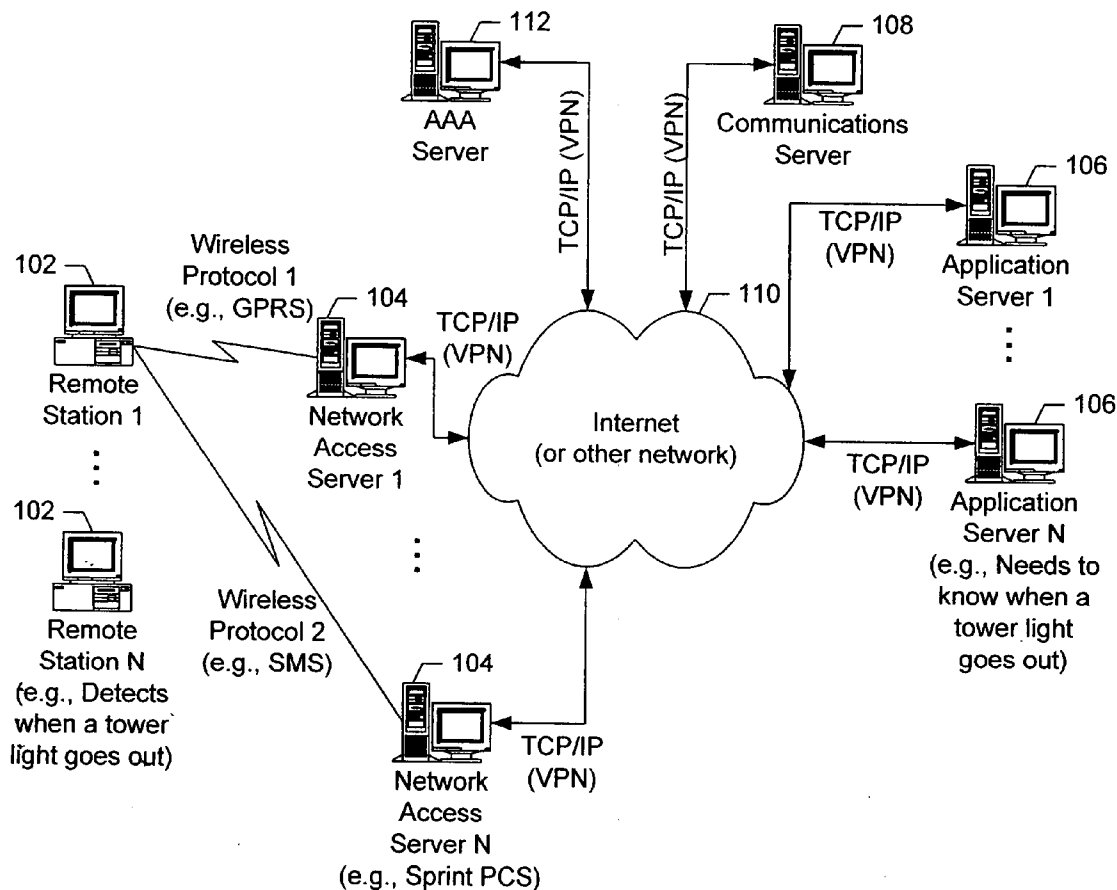 112
AAA
Server
TCP/IP (VPN)
108
Communications
Server
TCP/IP (VPN)
106
Application
Server 1
TCP/IP
(VPN)
102
Remote
Station 1
Wireless
Protocol 1
(e.g., GPRS)
104
Network
Access
Server 1
TCP/IP
(VPN)
110
Internet
(or other network)
106
TCP/IP
(VPN)
Application
Server N
(e.g., Needs to
know when a
tower light
goes out)
102
Remote
Station N
(e.g., Detects
when a tower
light goes out)
Wireless
Protocol 2
(e.g., SMS)
104
Network
Access
Server N
(e.g., Sprint PCS)
TCP/IP
(VPN)